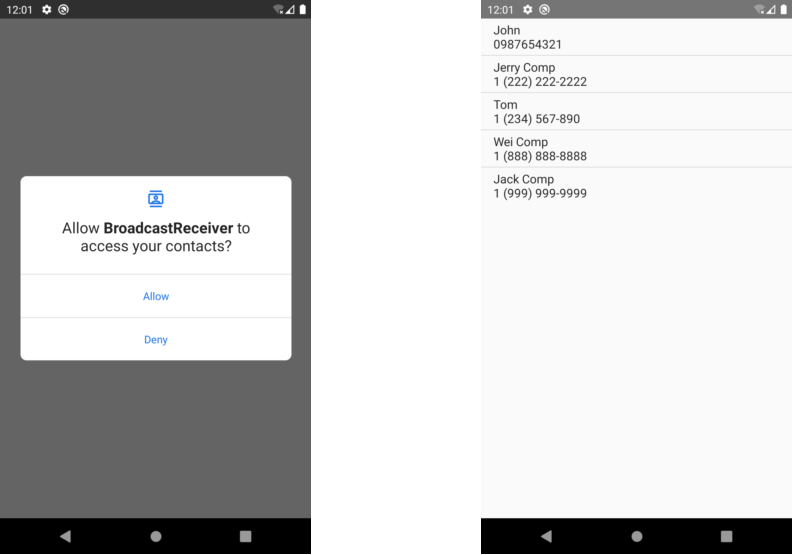 12:01
Allow BroadcastReceiver to
access your contacts?
Allow
Deny
12:01
John
0987654321
Jerry Comp
1 (222) 222-2222
Tom
1 (234) 567-890
Wei Comp
1 (888) 888-8888
Jack Comp
1 (999) 999-9999